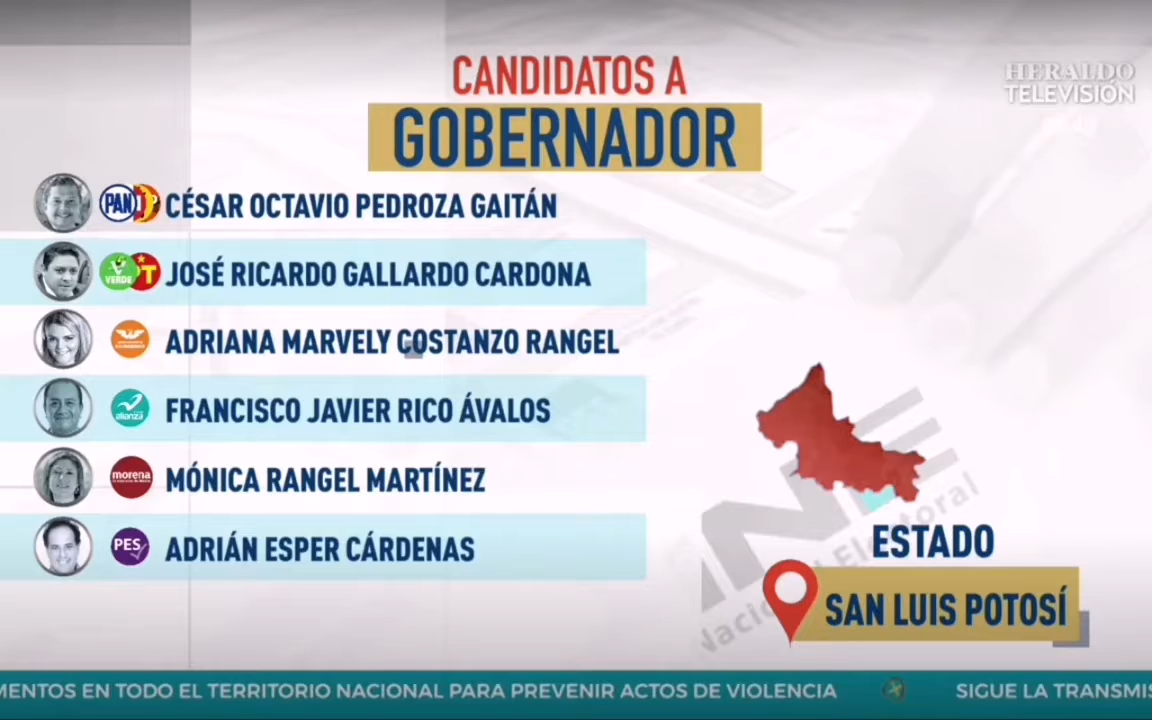 CANDIDATOS A
GOBERNADOR
HERALDO
TELEVISIÓN
PAN
CÉSAR OCTAVIO PEDROZA GAITÁN
VERDE PT
JOSÉ RICARDO GALLARDO CARDONA
ADRIANA MARVELY COSTANZO RANGEL
alianza
FRANCISCO JAVIER RICO ÁVALOS
morena
MÓNICA RANGEL MARTÍNEZ
PES
ADRIÁN ESPER CÁRDENAS
INE
Nacional Electoral
ESTADO
SAN LUIS POTOSÍ
MENTOS EN TODO EL TERRITORIO NACIONAL PARA PREVENIR ACTOS DE VIOLENCIA
SIGUE LA TRANSMIS